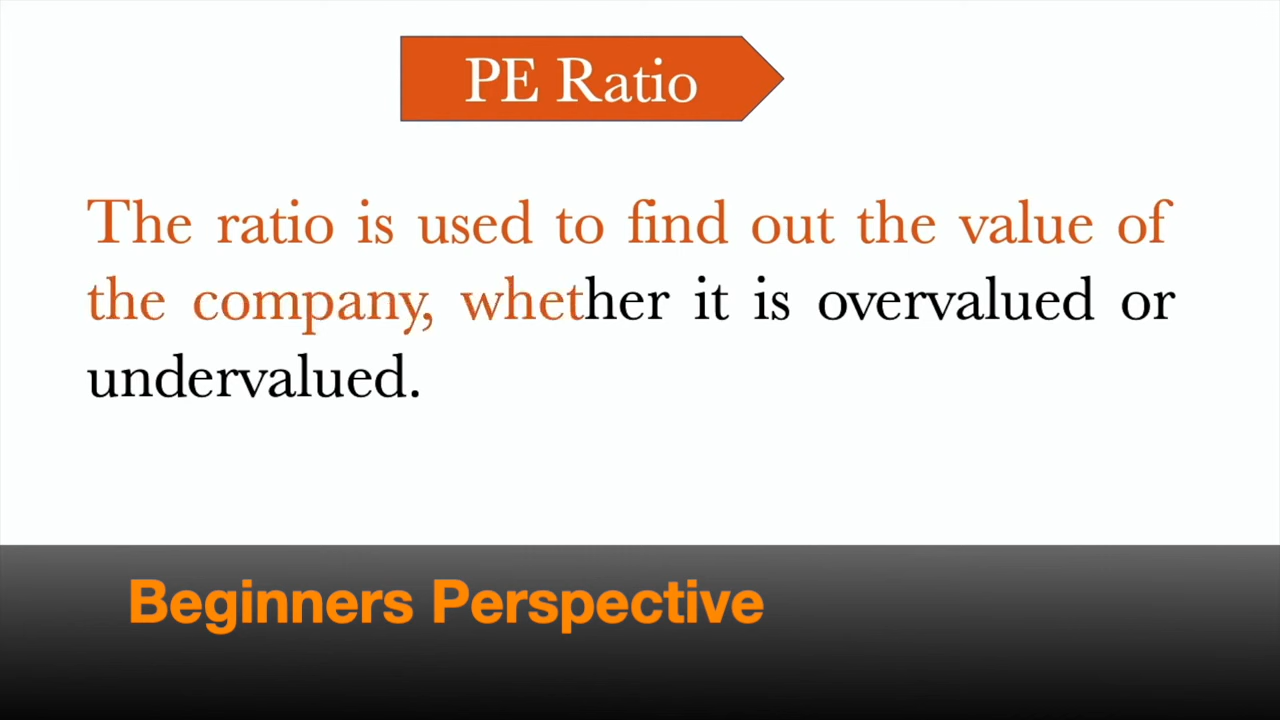 PE Ratio
The ratio is used to find out the value of
the company, whether it is overvalued or
undervalued.
Beginners Perspective